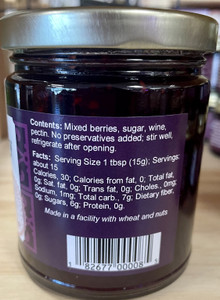 Contents: Mixed berries, sugar, wine,
pectin. No preservatives added; stir well,
refrigerate after opening.
Facts: Serving Size 1 tbsp (15g); Servings:
about 15
Calories, 30; Calories from fat, 0; Total fat,
0g; Sat. fat, 0g; Trans fat, 0g; Choles., 0mg;
Sodium, 1mg, Total carb., 7g; Dietary fiber,
0g; Sugars, 6g; Protein, 0g.
Made in a facility with wheat and nuts
1 82677 00008